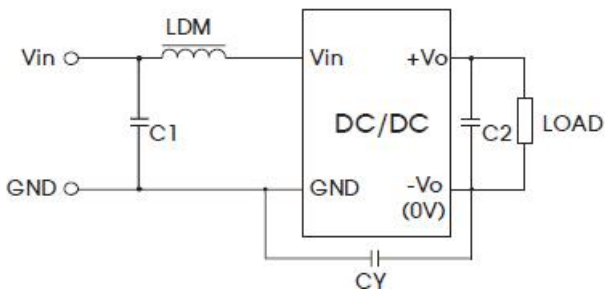 LDM
Vin
Vin
+Vo
C1
DC/DC
C2
LOAD
GND
GND
-Vo
(0V)
CY